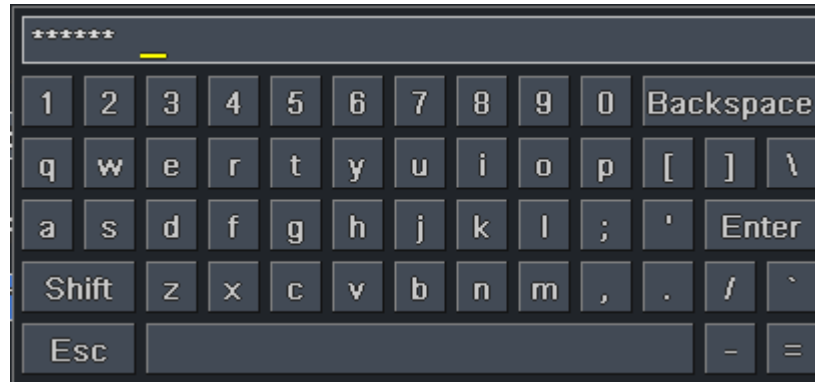 ******
1 2 3 4 5 6 7 8 9 0 Backspace
q w e r t y u i o p [ ] \
a s d f g h j k l ; ' Enter
Shift z x c v b n m , . / `
Esc - =